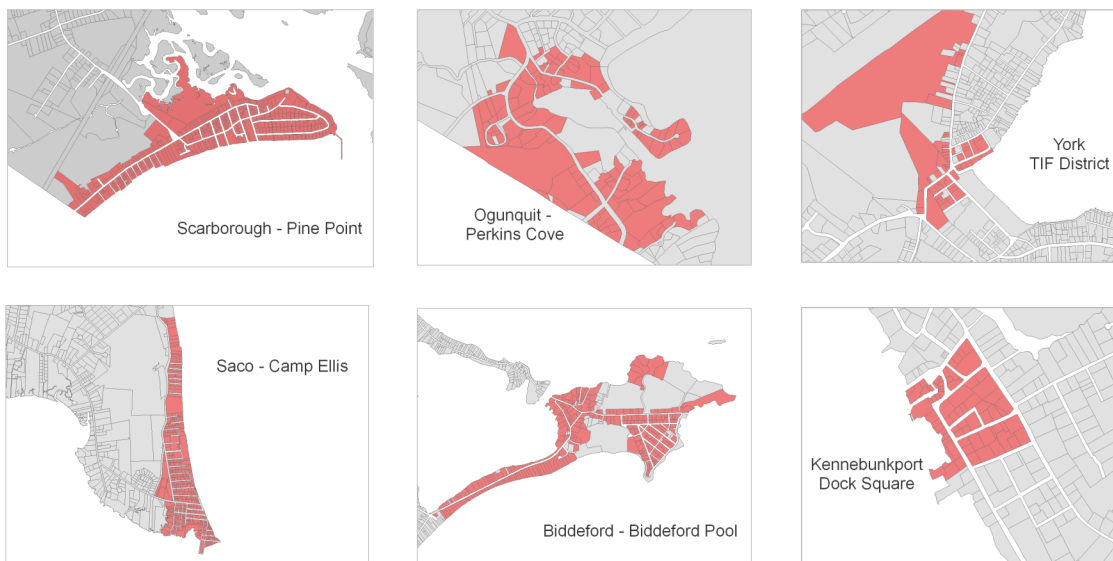 Scarborough - Pine Point
Ogunquit -
Perkins Cove
York
TIF District
Saco - Camp Ellis
Biddeford - Biddeford Pool
Kennebunkport
Dock Square